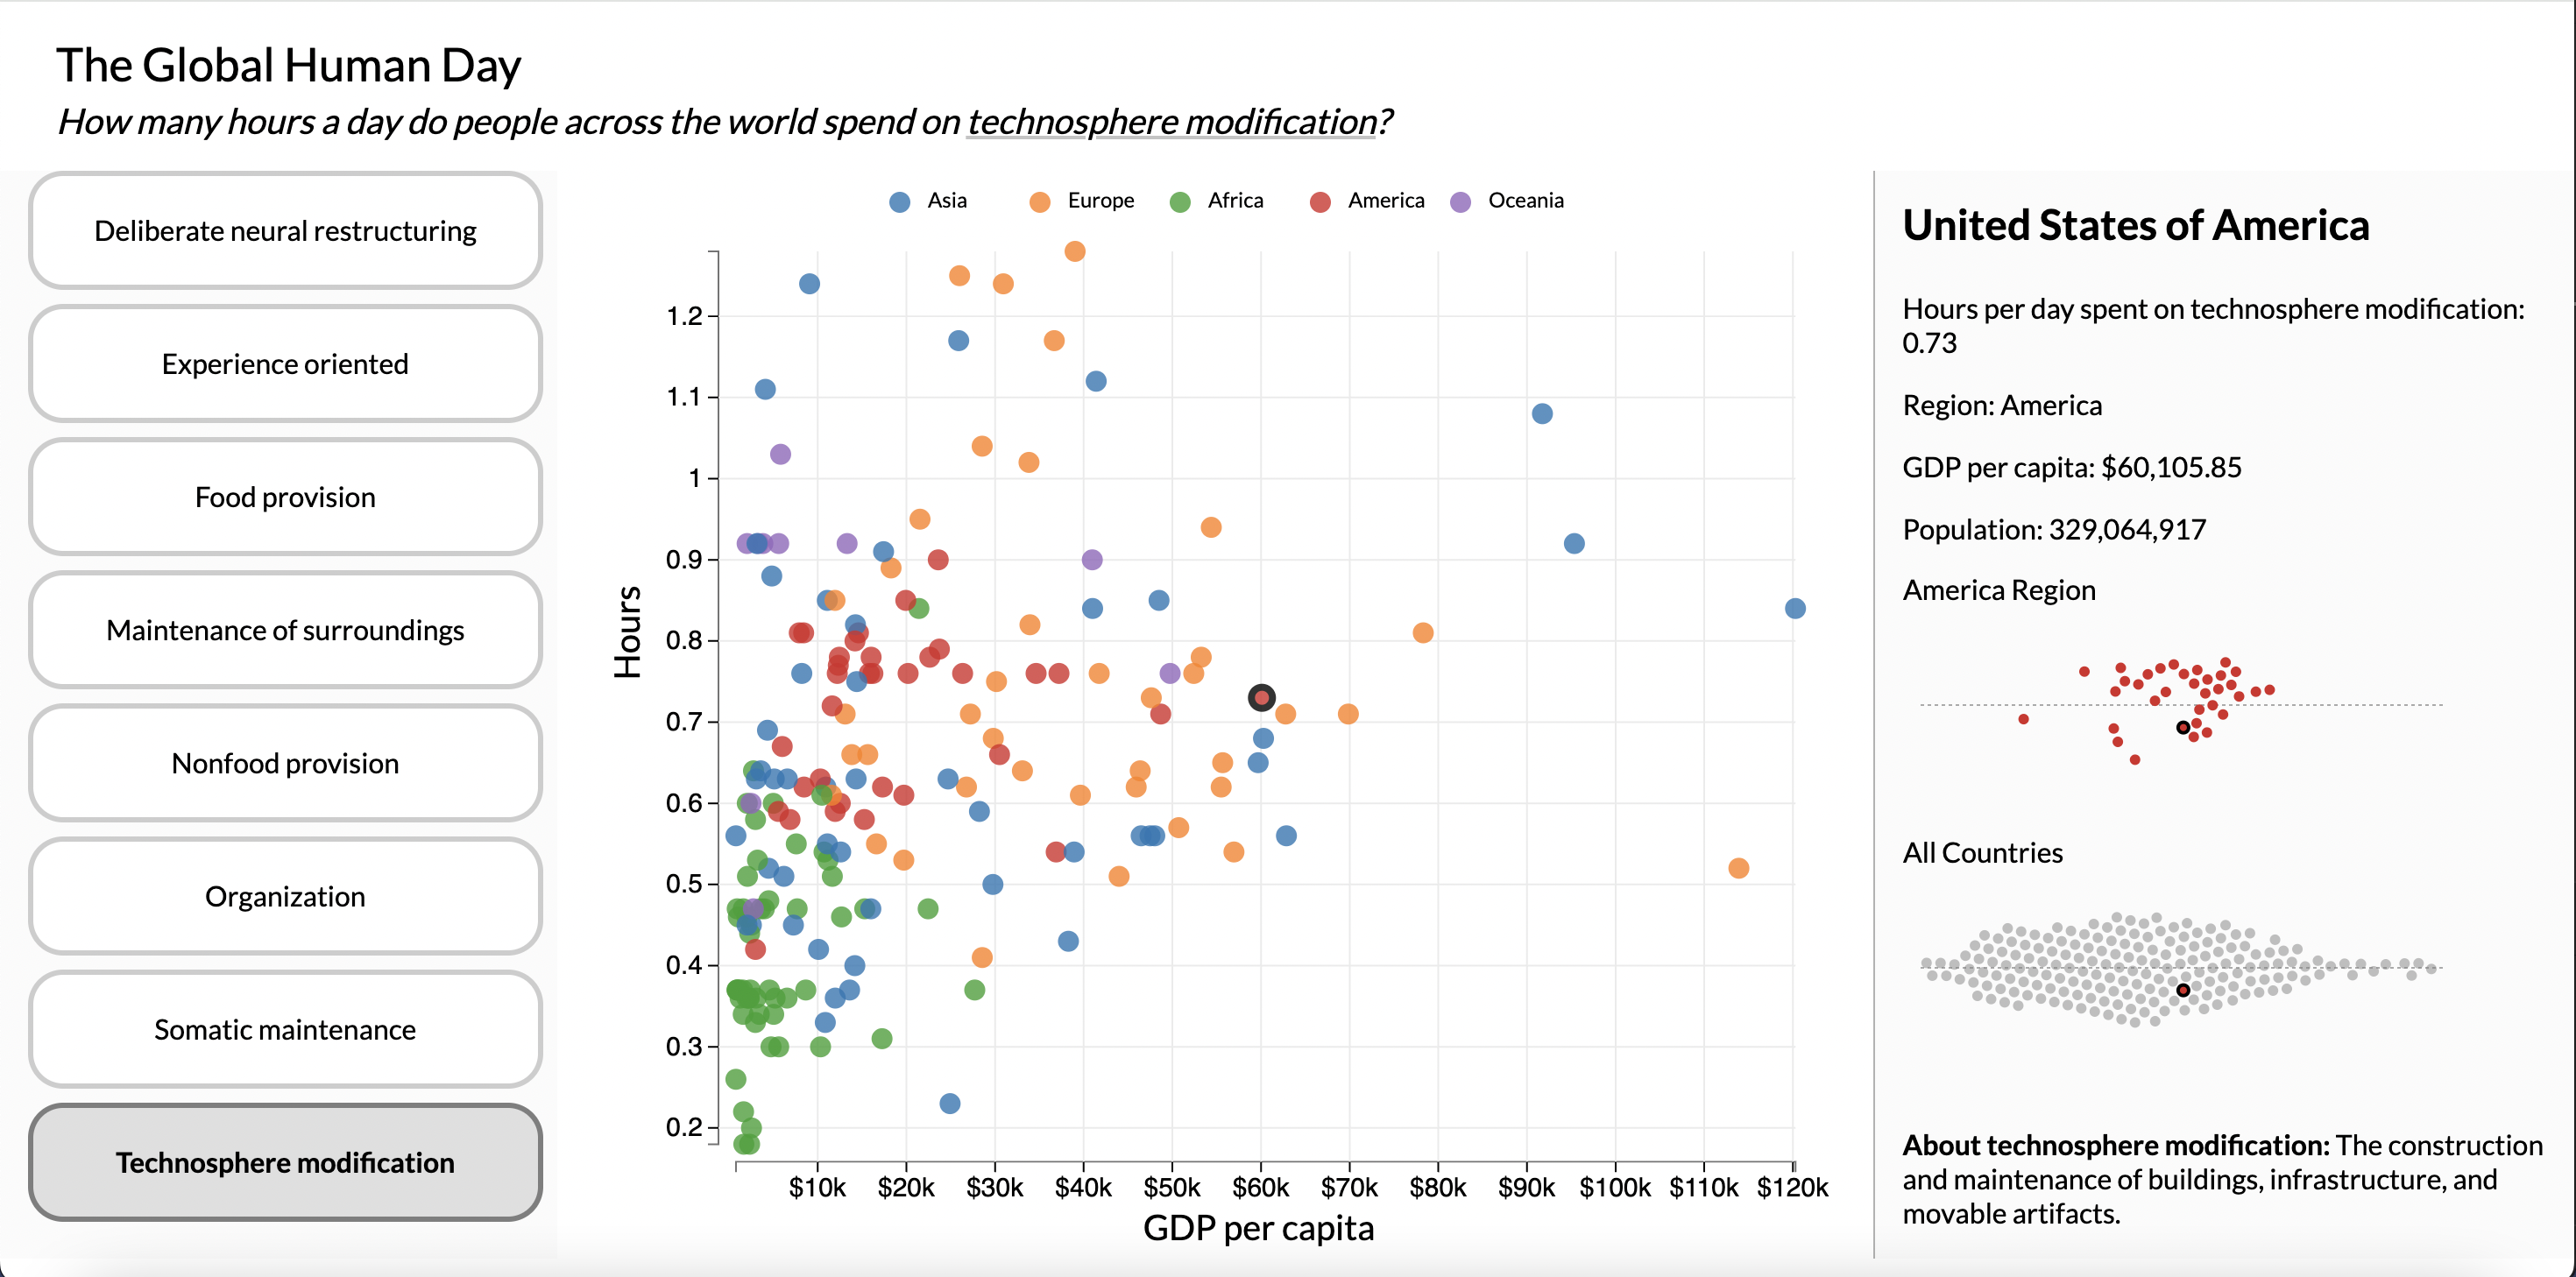 The Global Human Day
How many hours a day do people across the world spend on technosphere modification?
Deliberate neural restructuring
Experience oriented
Food provision
Maintenance of surroundings
Nonfood provision
Organization
Somatic maintenance
Technosphere modification
Asia Europe Africa America Oceania
Hours
1.2
1.1
1
0.9
0.8
0.7
0.6
0.5
0.4
0.3
0.2
$10k $20k $30k $40k $50k $60k $70k $80k $90k $100k $110k $120k
GDP per capita
United States of America
Hours per day spent on technosphere modification:
0.73
Region: America
GDP per capita: $60,105.85
Population: 329,064,917
America Region
All Countries
About technosphere modification: The construction
and maintenance of buildings, infrastructure, and
movable artifacts.